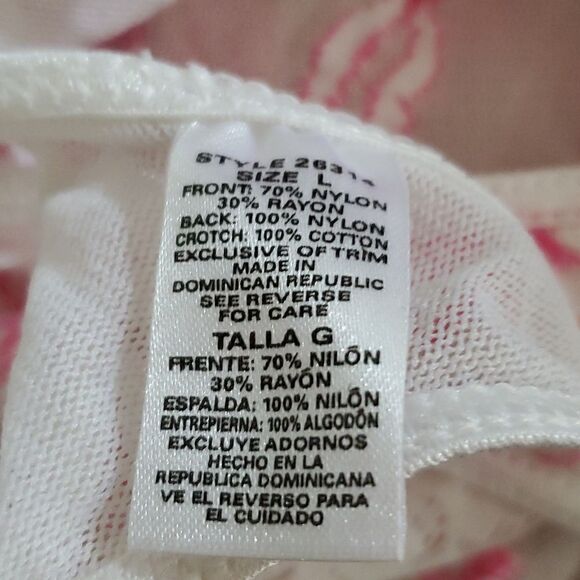 STYLE 26314
SIZE L
FRONT: 70% NYLON
30% RAYON
BACK: 100% NYLON
CROTCH: 100% COTTON
EXCLUSIVE OF TRIM
MADE IN
DOMINICAN REPUBLIC
SEE REVERSE
FOR CARE
TALLA G
FRENTE: 70% NILÓN
30% RAYÓN
ESPALDA: 100% NILÓN
ENTREPIERNA: 100% ALGODÓN
EXCLUYE ADORNOS
HECHO EN LA
REPUBLICA DOMINICANA
VE EL REVERSO PARA
EL CUIDADO